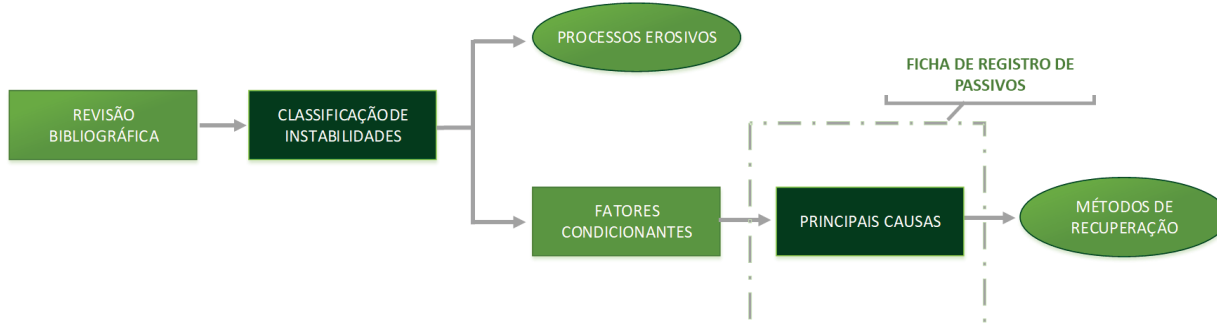 PROCESSOS EROSIVOS
FICHA DE REGISTRO DE
PASSIVOS
REVISÃO
BIBLIOGRÁFICA
CLASSIFICAÇÃO DE
INSTABILIDADES
FATORES
CONDICIONANTES
PRINCIPAIS CAUSAS
MÉTODOS DE
RECUPERAÇÃO